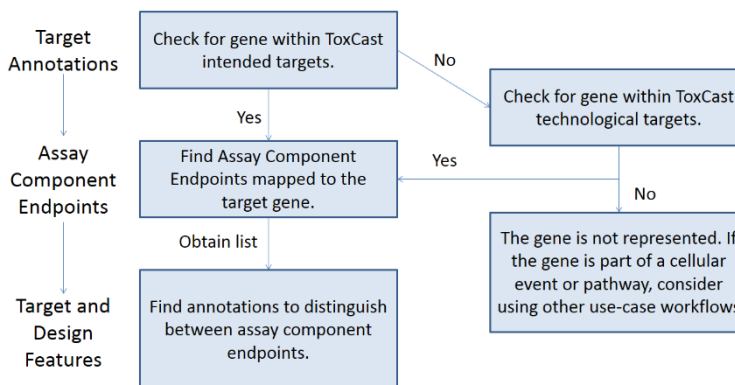 Target
Annotations
Check for gene within ToxCast
intended targets.
No
Check for gene within ToxCast
technological targets.
Yes
Assay
Component
Endpoints
Find Assay Component
Endpoints mapped to the
target gene.
Yes
No
Obtain list
The gene is not represented. If
the gene is part of a cellular
event or pathway, consider
using other use-case workflows
Target and
Design
Features
Find annotations to distinguish
between assay component
endpoints.